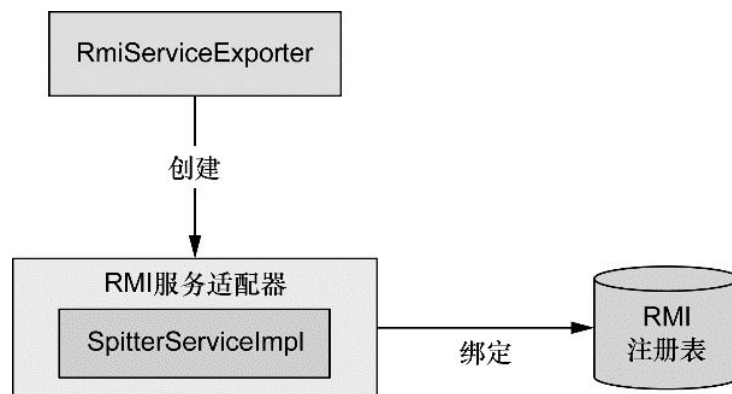 RmiServiceExporter
创建
RMI服务适配器
SpitterServiceImpl
绑定
RMI
注册表